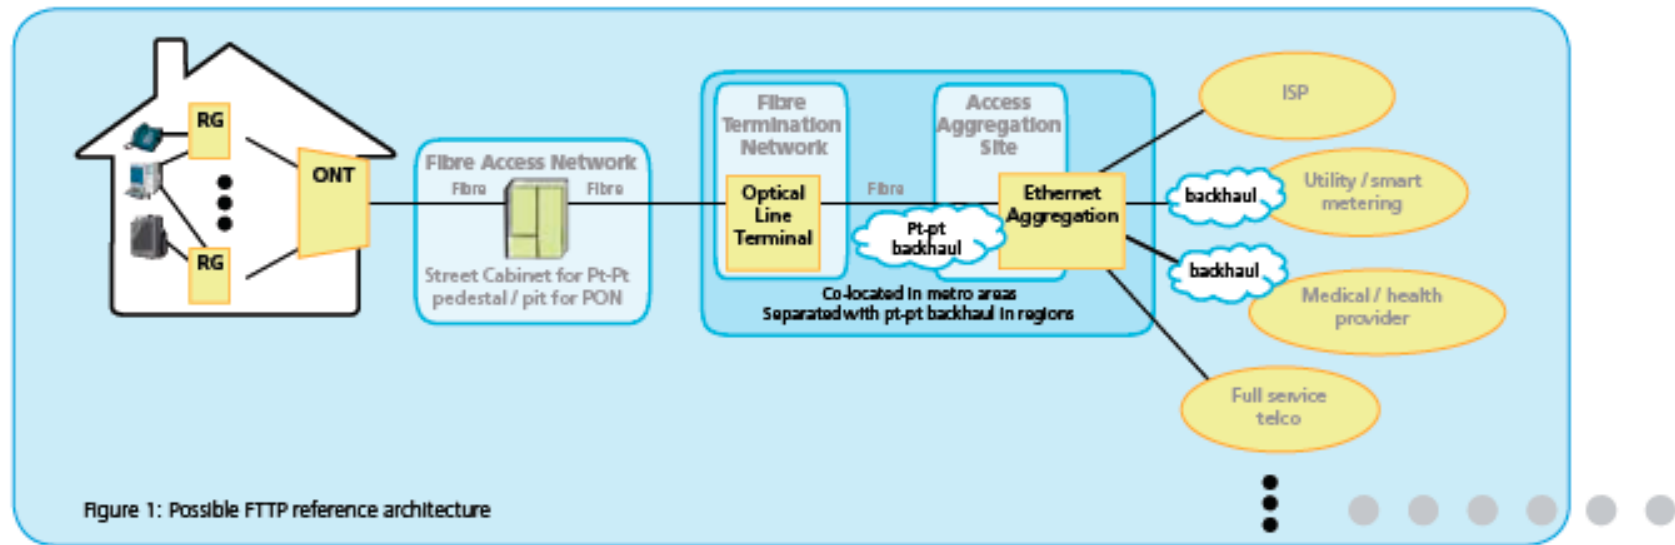 RG
RG
ONT
Fibre Access Network
Fibre
Fibre
Street Cabinet for Pt-Pt
pedestal / pit for PON
Fibre
Termination
Network
Optical
Line
Terminal
Fibre
Pt-pt
backhaul
Access
Aggregation
Site
Ethernet
Aggregation
Co-located in metro areas
Separated with pt-pt backhaul in regions
ISP
backhaul
Utility / smart
metering
backhaul
Medical / health
provider
Full service
telco
Figure 1: Possible FTTP reference architecture